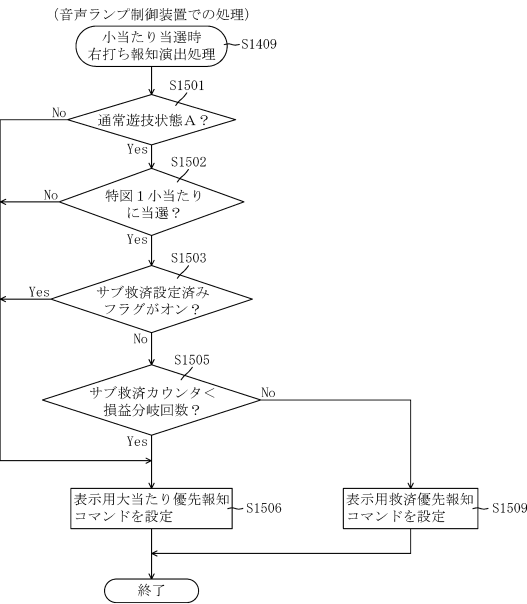 （音声ランプ制御装置での処理）
小当たり当選時
右打ち報知演出処理
S1409
S1501
通常遊技状態Ａ？
No
Yes
S1502
特図１小当たり
に当選？
No
Yes
S1503
サブ救済設定済み
フラグがオン？
Yes
No
S1505
サブ救済カウンタ＜
損益分岐回数？
No
Yes
表示用大当たり優先報知
コマンドを設定
S1506
表示用救済優先報知
コマンドを設定
S1509
終了